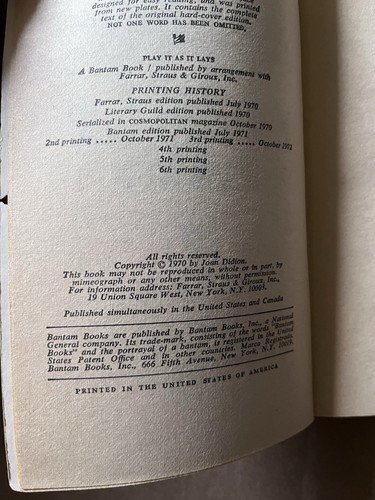 designed for easy reading, and was printed
from new plates. It contains the complete
text of the original hard-cover edition.
NOT ONE WORD HAS BEEN OMITTED.
PLAY IT AS IT LAYS
A Bantam Book / published by arrangement with
Farrar, Straus & Giroux, Inc.
PRINTING HISTORY
Farrar, Straus edition published July 1970
Literary Guild edition published 1970
Serialized in COSMOPOLITAN magazine October 1970
Bantam edition published July 1971
2nd printing ..... October 1971 3rd printing ..... October 1972
4th printing
5th printing
6th printing
All rights reserved.
Copyright © 1970 by Joan Didion.
This book may not be reproduced in whole or in part, by
mimeograph or any other means, without permission.
For information address: Farrar, Straus & Giroux, Inc.,
19 Union Square West, New York, N.Y. 10003.
Published simultaneously in the United States and Canada
Bantam Books are published by Bantam Books, Inc., a National
General company. Its trade-mark, consisting of the words "Bantam
Books" and the portrayal of a bantam, is registered in the United
States Patent Office and in other countries. Marca Registrada.
Bantam Books, Inc., 666 Fifth Avenue, New York, N.Y. 10019.
PRINTED IN THE UNITED STATES OF AMERICA